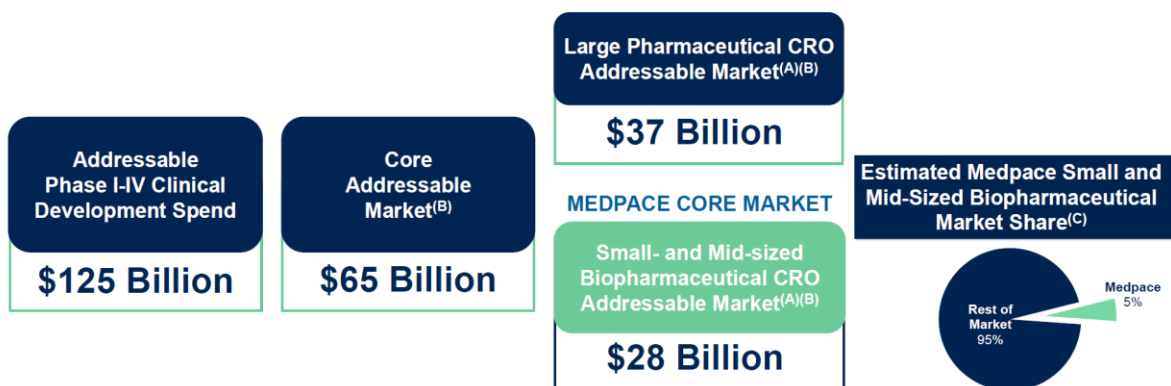 Addressable
Phase I-IV Clinical
Development Spend
$125 Billion
Core
Addressable
Market(B)
$65 Billion
Large Pharmaceutical CRO
Addressable Market(A)(B)
$37 Billion
MEDPACE CORE MARKET
Small- and Mid-sized
Biopharmaceutical CRO
Addressable Market(A)(B)
$28 Billion
Estimated Medpace Small and
Mid-Sized Biopharmaceutical
Market Share(C)
Medpace
5%
Rest of
Market
95%